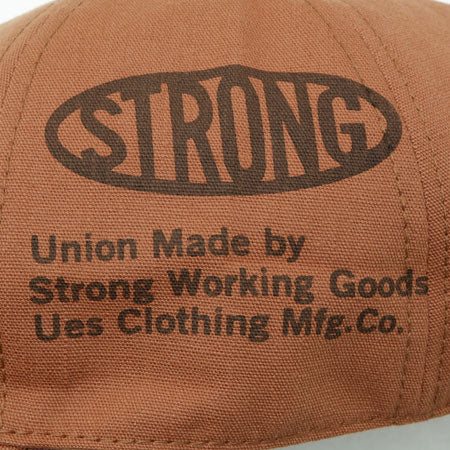 STRONG
Union Made by
Strong Working Goods
Ues Clothing Mfg.Co.